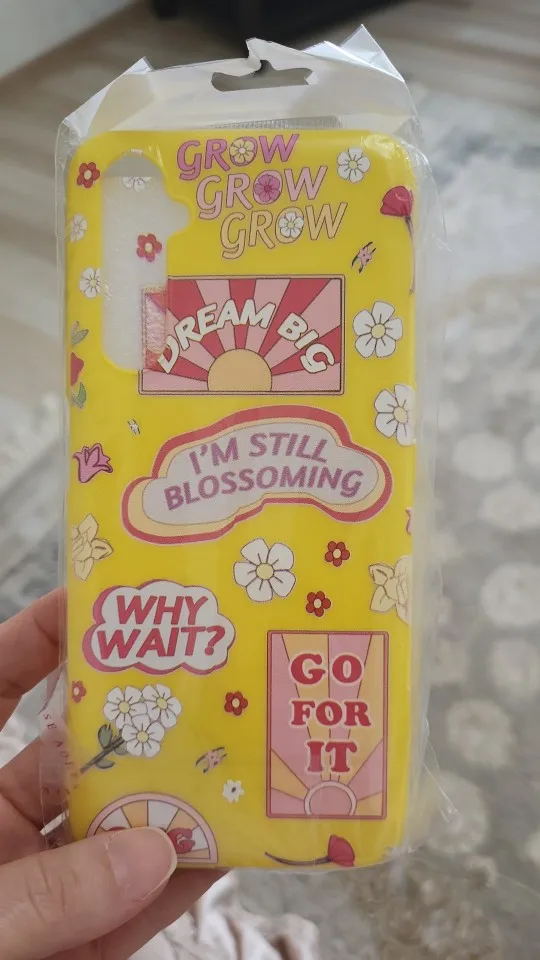 GROW
GROW
GROW
DREAM BIG
I'M STILL
BLOSSOMING
WHY
WAIT?
GO
FOR
IT